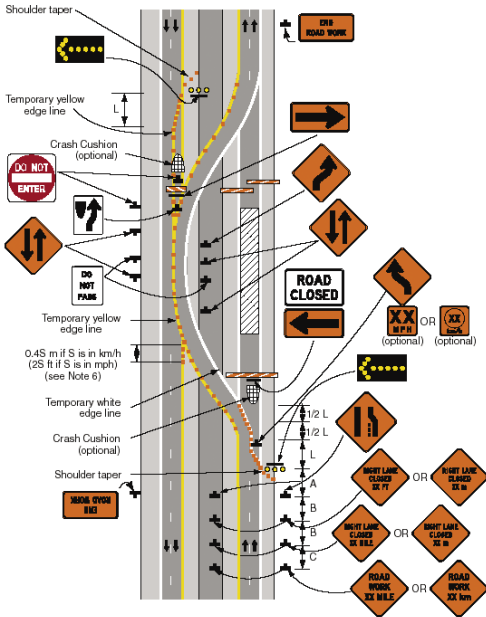 Shoulder taper
END
ROAD WORK
L
Temporary yellow
edge line
Crash Cushion
(optional)
DO NOT
ENTER
DO
NOT
PASS
ROAD
CLOSED
XX
MPH
OR
XX
km/h
(optional)
(optional)
Temporary yellow
edge line
0.4S m if S is in km/h
(2S ft if S is in mph)
(see Note 6)
Temporary white
edge line
1/2 L
1/2 L
Crash Cushion
(optional)
L
Shoulder taper
A
RIGHT LANE
CLOSED
XX FT
OR
RIGHT LANE
CLOSED
XX m
END
ROAD WORK
B
B
RIGHT LANE
CLOSED
XX MILE
OR
RIGHT LANE
CLOSED
XX m
C
ROAD
WORK
XX MILE
OR
ROAD
WORK
XX km